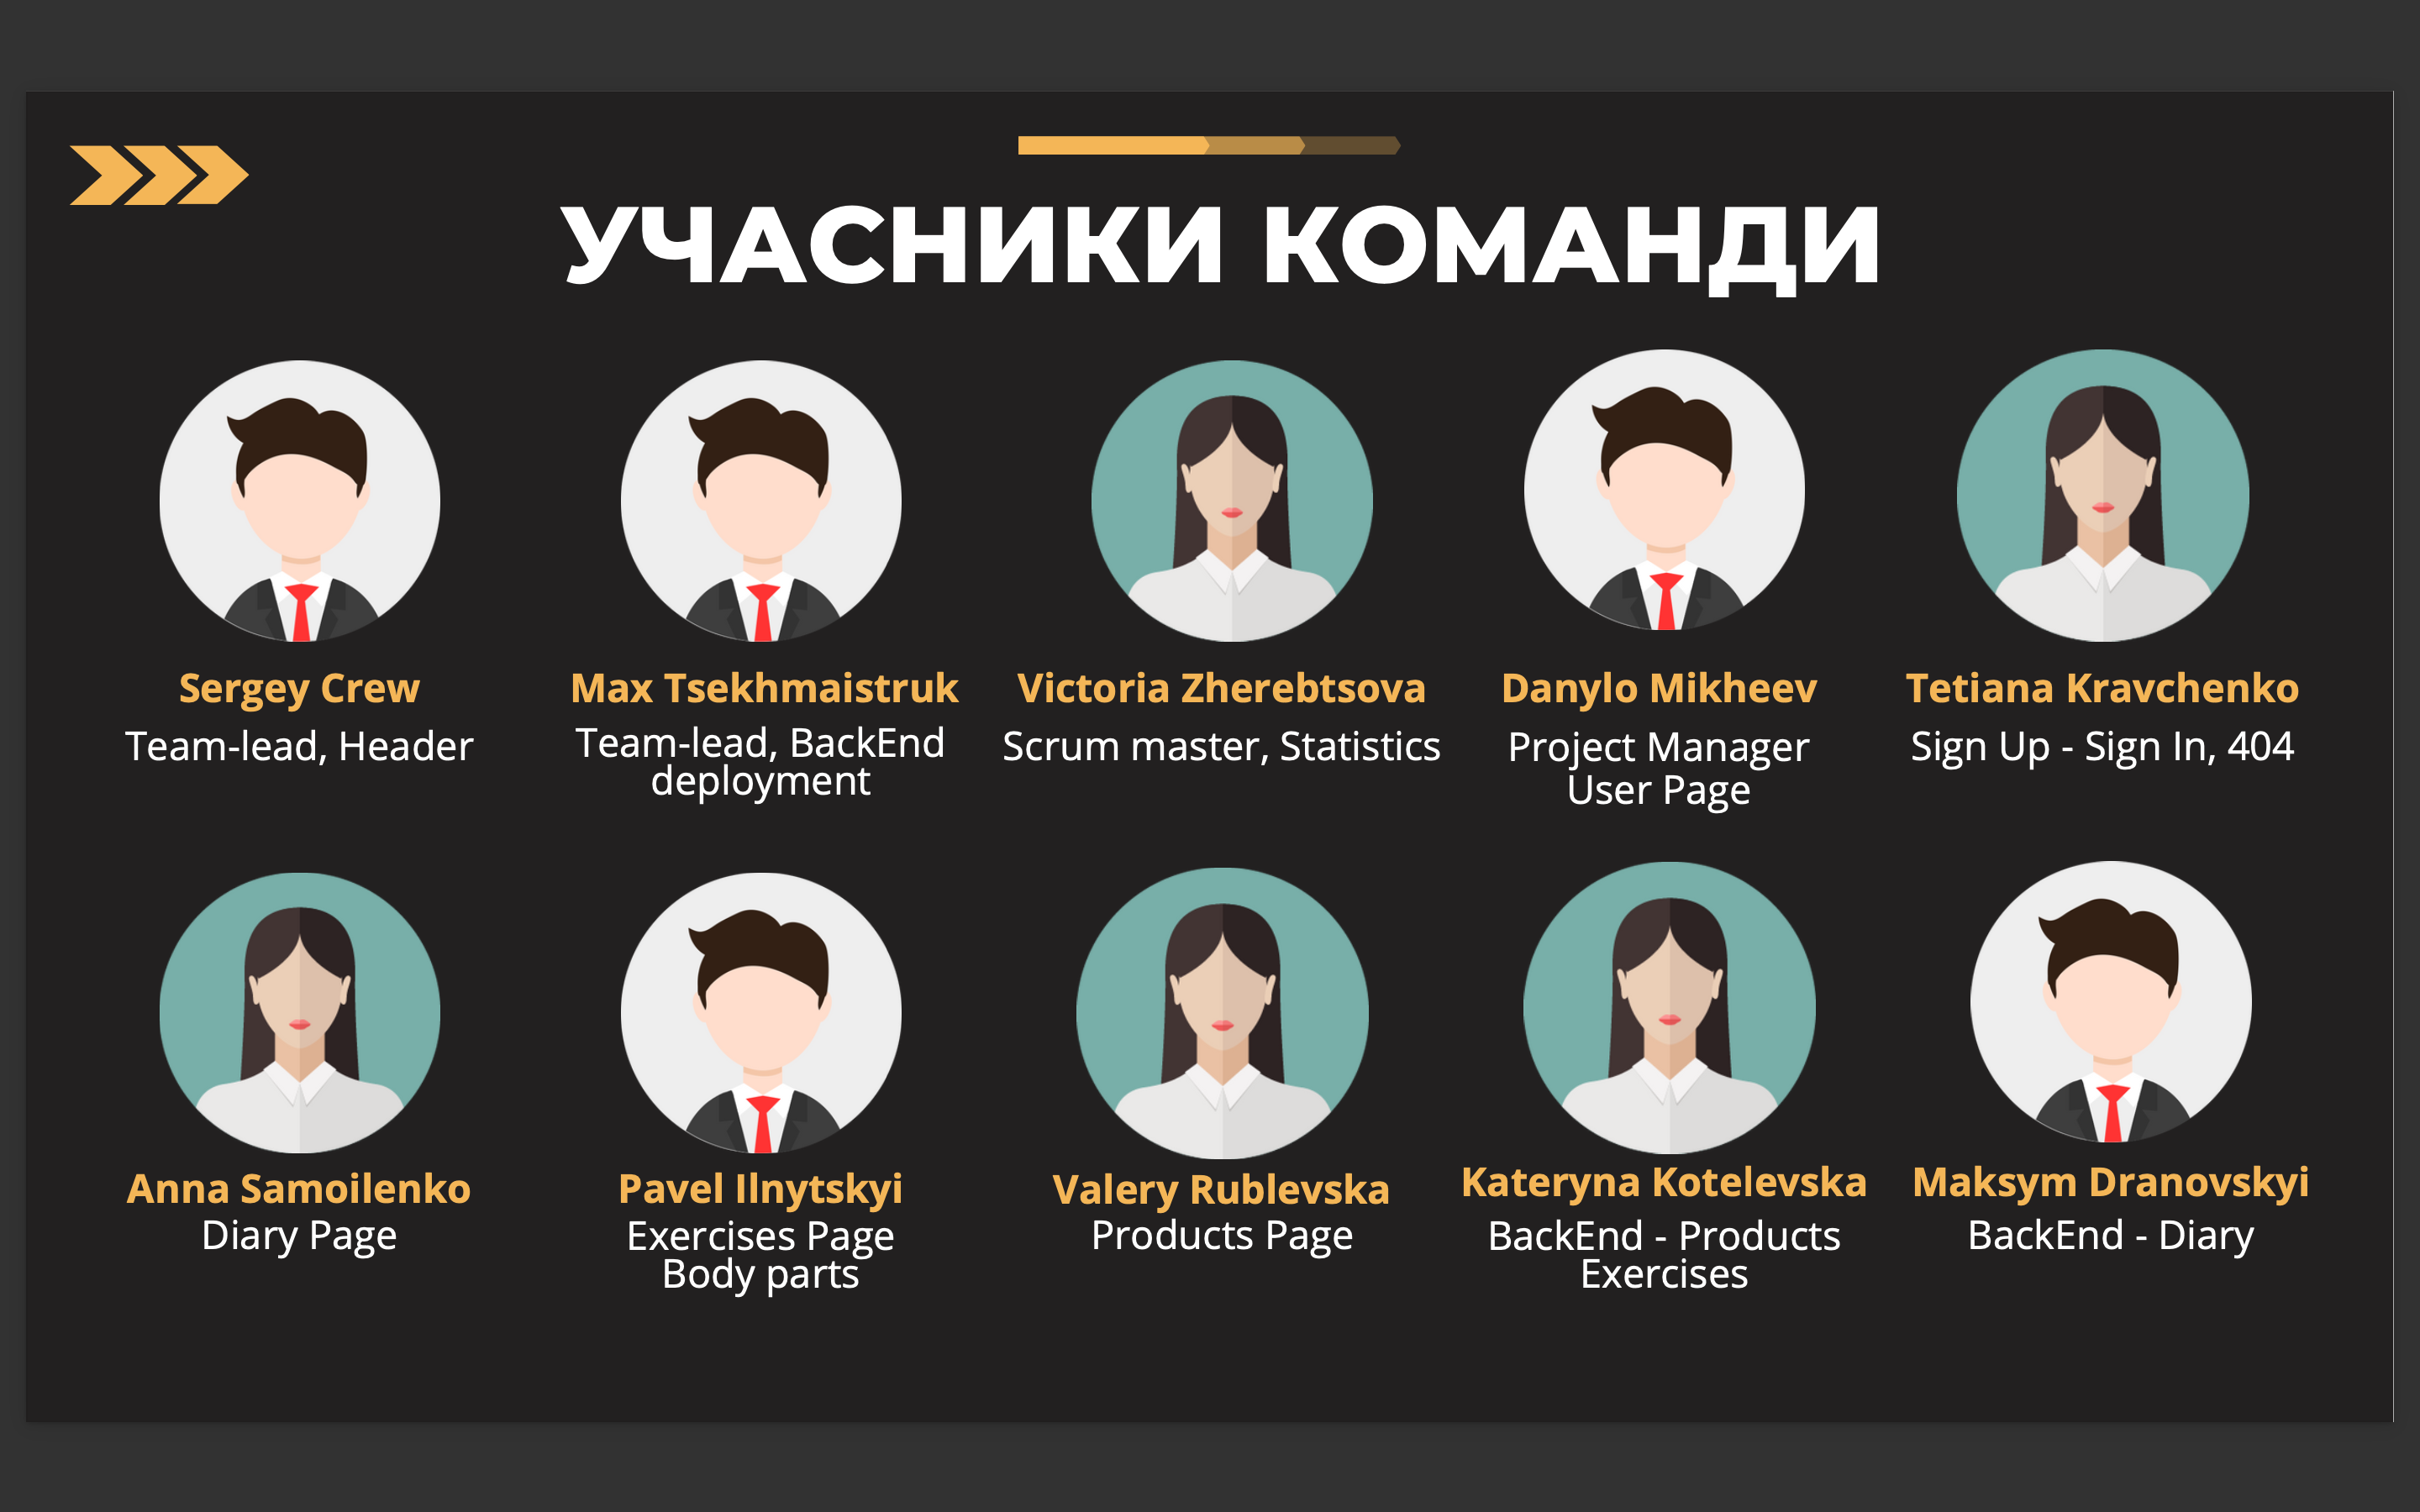 УЧАСНИКИ КОМАНДИ
Sergey Crew
Team-lead, Header
Max Tsekhmaistruk
Team-lead, BackEnd
deployment
Victoria Zherebtsova
Scrum master, Statistics
Danylo Mikheev
Project Manager
User Page
Tetiana Kravchenko
Sign Up - Sign In, 404
Anna Samoilenko
Diary Page
Pavel Ilnytskyi
Exercises Page
Body parts
Valery Rublevska
Products Page
Kateryna Kotelevska
BackEnd - Products
Exercises
Maksym Dranovskyi
BackEnd - Diary